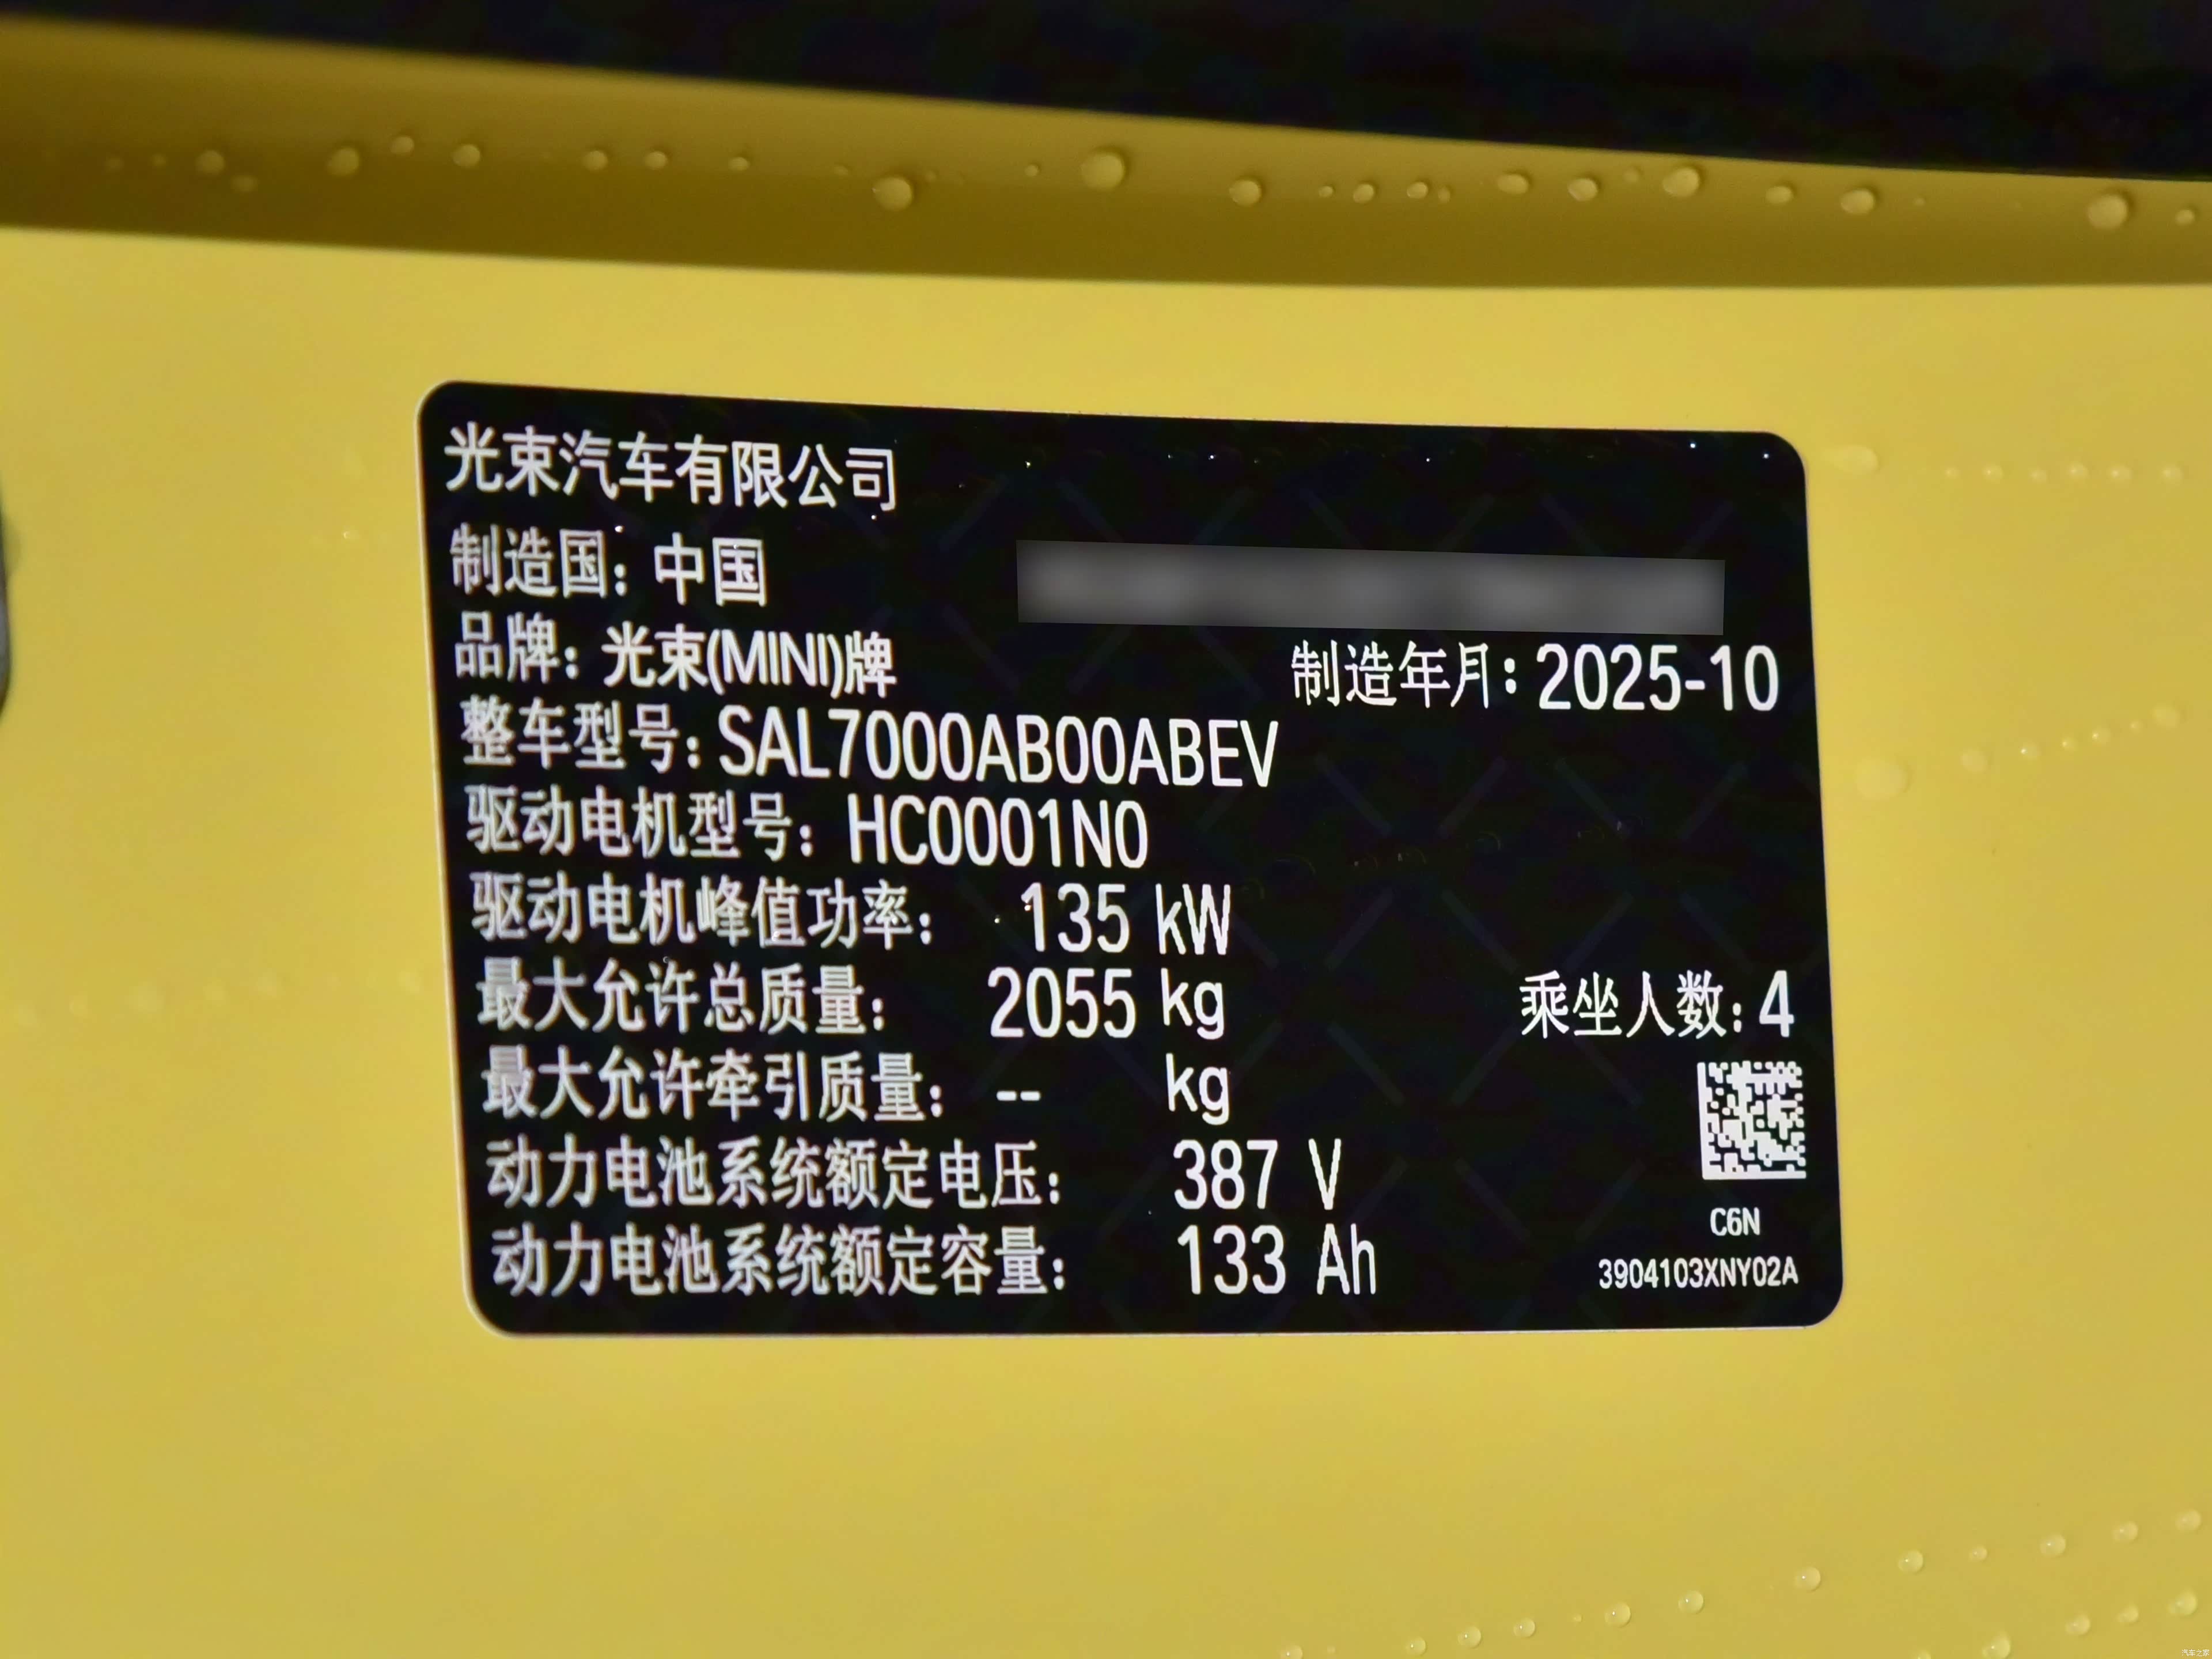 光束汽车有限公司
制造国：中国
品牌：光束(MINI)牌
制造年月：2025-10
整车型号：SAL7000AB00ABEV
驱动电机型号：HC0001N0
驱动电机峰值功率： 135 kW
最大允许总质量： 2055 kg
乘坐人数：4
最大允许牵引质量： -- kg
动力电池系统额定电压： 387 V
动力电池系统额定容量： 133 Ah
C6N
3904103XNY02A
汽车之家